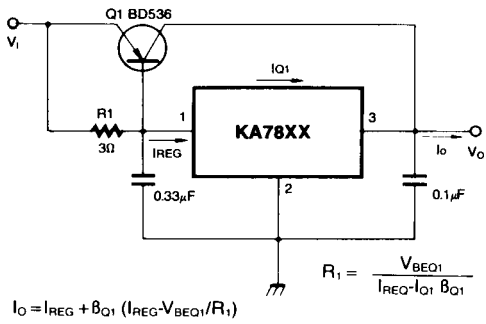 Q1 BD536
VI
IQ1
R1
3Ω
1
KA78XX
3
IREG
IO
VO
2
0.33μF
0.1μF
R1 = VBEQ1
IREQ-IQ1 βQ1
IO = IREG + βQ1 (IREG-VBEQ1/R1)